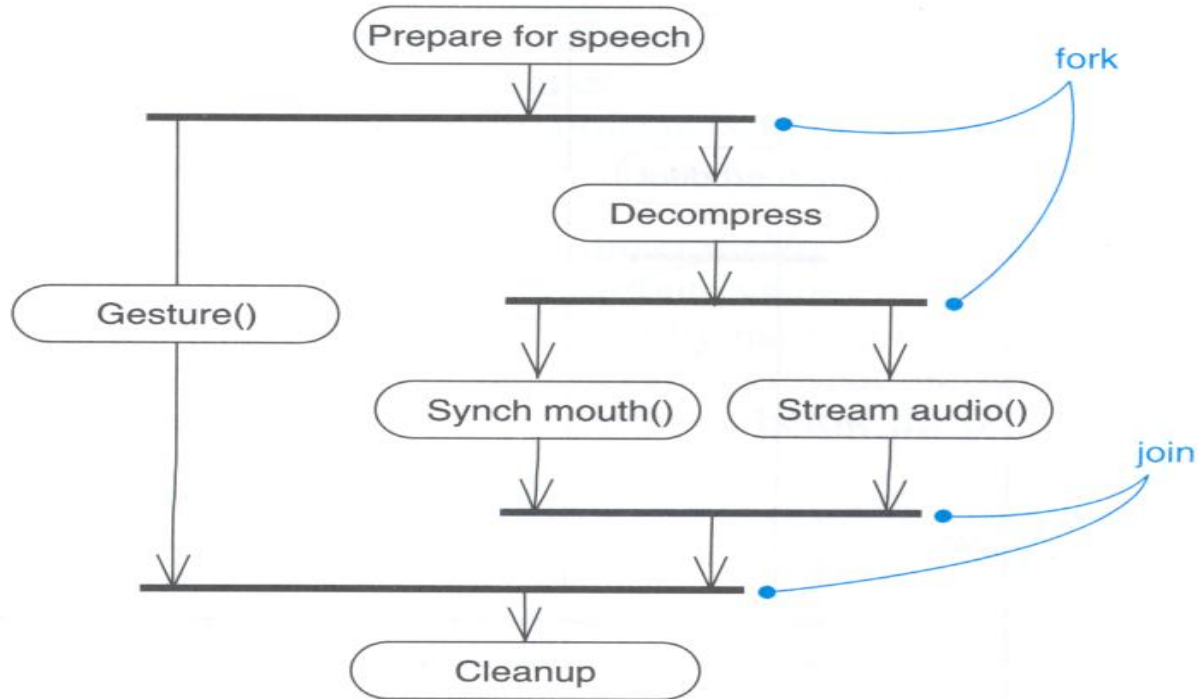 Prepare for speech
fork
Decompress
Gesture()
Synch mouth()
Stream audio()
join
Cleanup